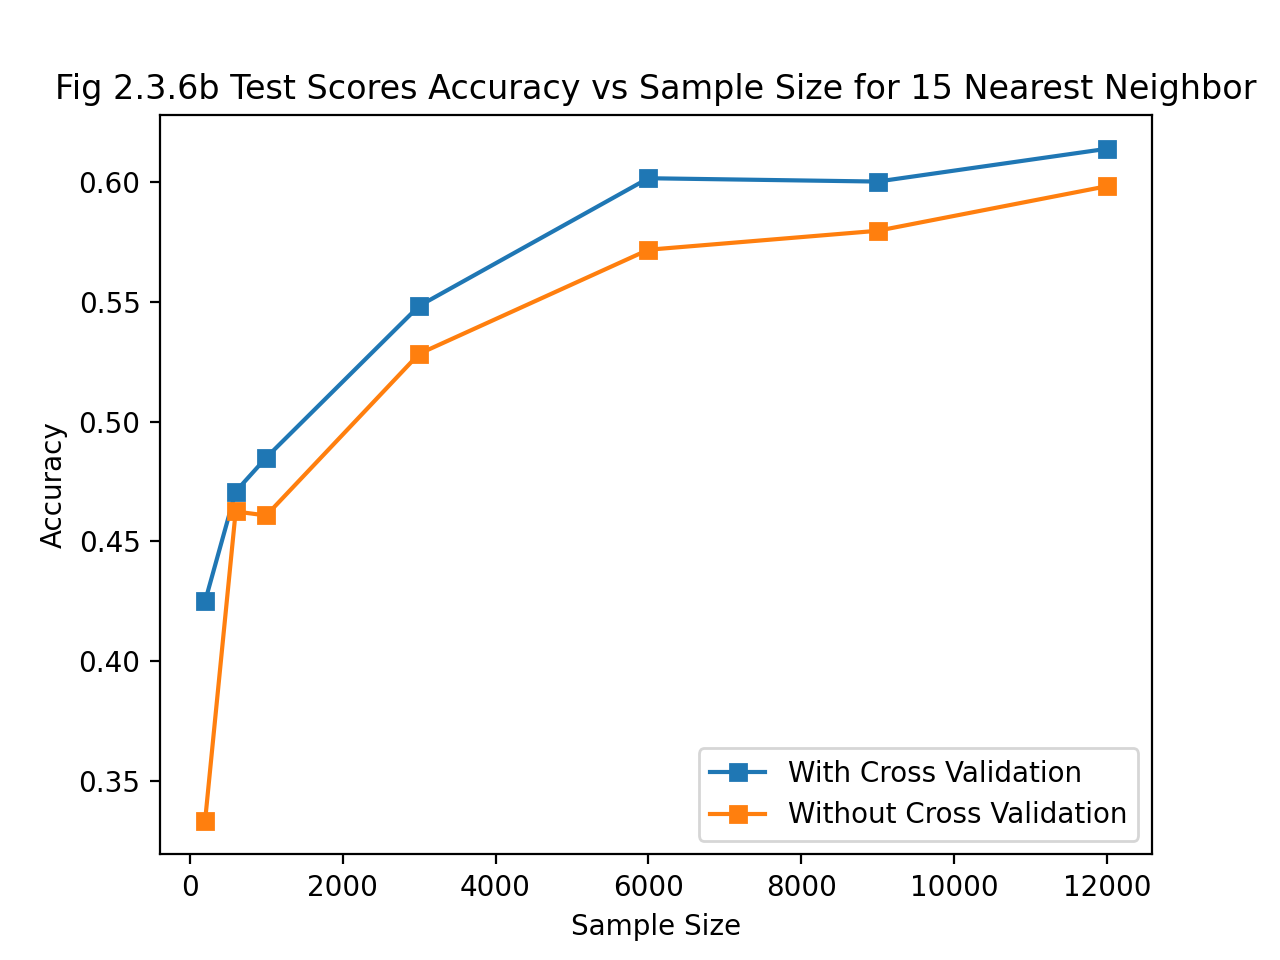 Fig 2.3.6b Test Scores Accuracy vs Sample Size for 15 Nearest Neighbor
0.60
0.55
0.50
0.45
0.40
0.35
Accuracy
With Cross Validation
Without Cross Validation
0 2000 4000 6000 8000 10000 12000
Sample Size